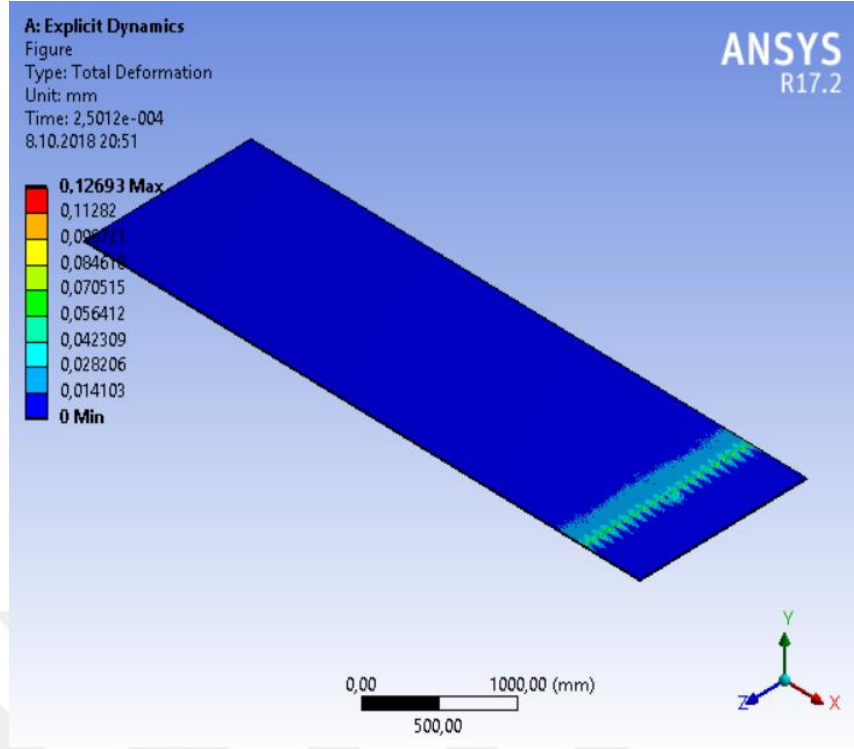 A: Explicit Dynamics
Figure
Type: Total Deformation
Unit: mm
Time: 2,5012e-004
8.10.2018 20:51
ANSYS
R17.2
0,12693 Max
0,11282
0,084618
0,070515
0,056412
0,042309
0,028206
0,014103
0 Min
0,00 1000,00 (mm)
500,00
Y
Z X